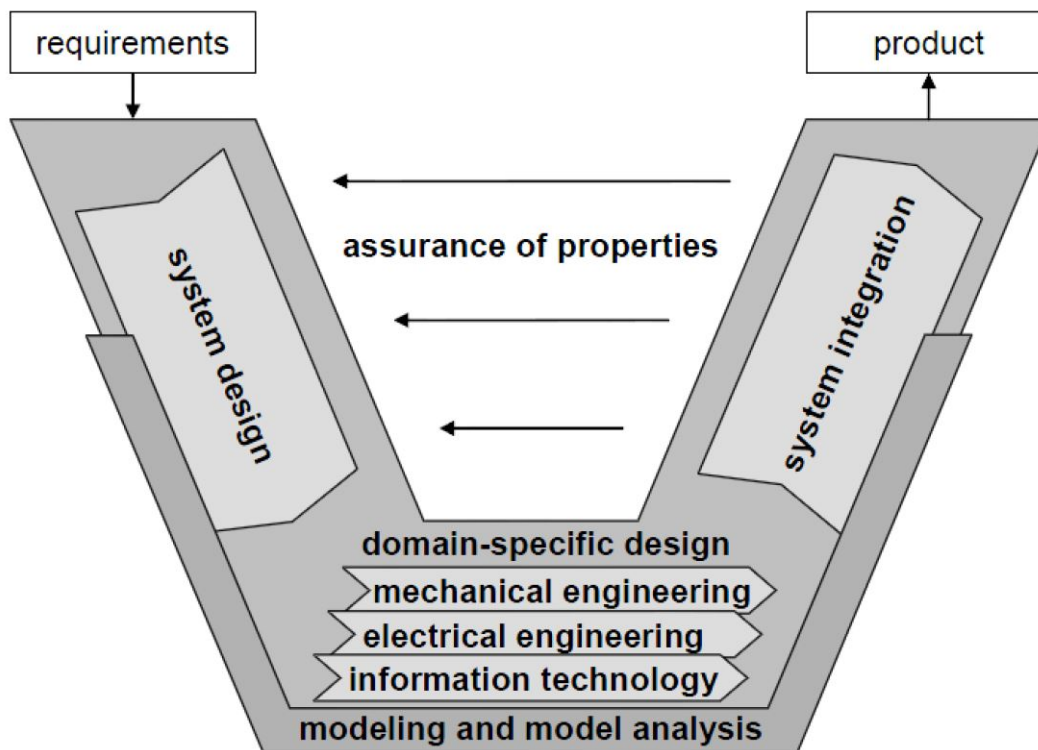 requirements
product
assurance of properties
system design
system integration
domain-specific design
mechanical engineering
electrical engineering
information technology
modeling and model analysis